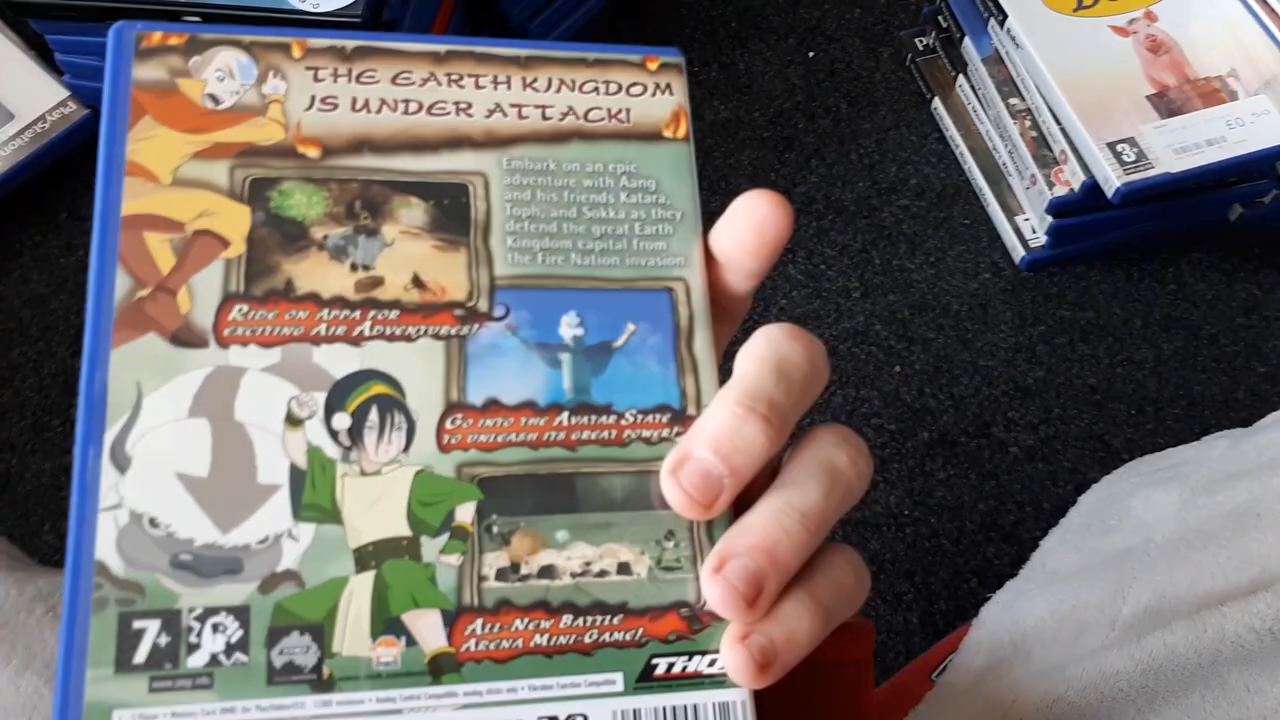 THE EARTH KINGDOM
IS UNDER ATTACK!
Embark on an epic
adventure with Aang
and his friends Katara,
Toph, and Sokka as they
defend the great Earth
Kingdom capital from
the Fire Nation invasion.
RIDE ON APPA FOR
EXCITING AIR ADVENTURES!
GO INTO THE AVATAR STATE
TO UNLEASH ITS GREAT POWER!
ALL-NEW BATTLE
ARENA MINI-GAME!
7+
THQ
PlayStation
3+